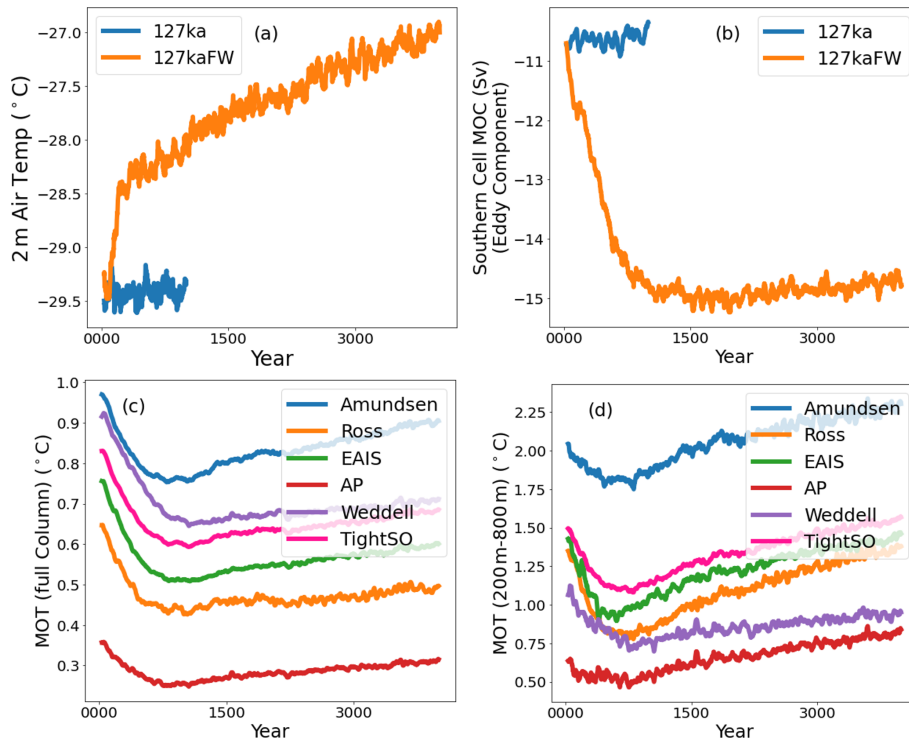 −27.0
−27.5
−28.0
−28.5
−29.0
−29.5
2m Air Temp (°C)
127ka
127kaFW
(a)
0000
1500
3000
Year
−11
−12
−13
−14
−15
Southern Cell MOC (Sv)
(Eddy Component)
(b)
127ka
127kaFW
0000
1500
3000
Year
1.0
0.9
0.8
0.7
0.6
0.5
0.4
0.3
MOT (full Column) (°C)
(c)
Amundsen
Ross
EAIS
AP
Weddell
TightSO
0000
1500
3000
Year
2.25
2.00
1.75
1.50
1.25
1.00
0.75
0.50
MOT (200m-800m) (°C)
(d)
Amundsen
Ross
EAIS
AP
Weddell
TightSO
0000
1500
3000
Year